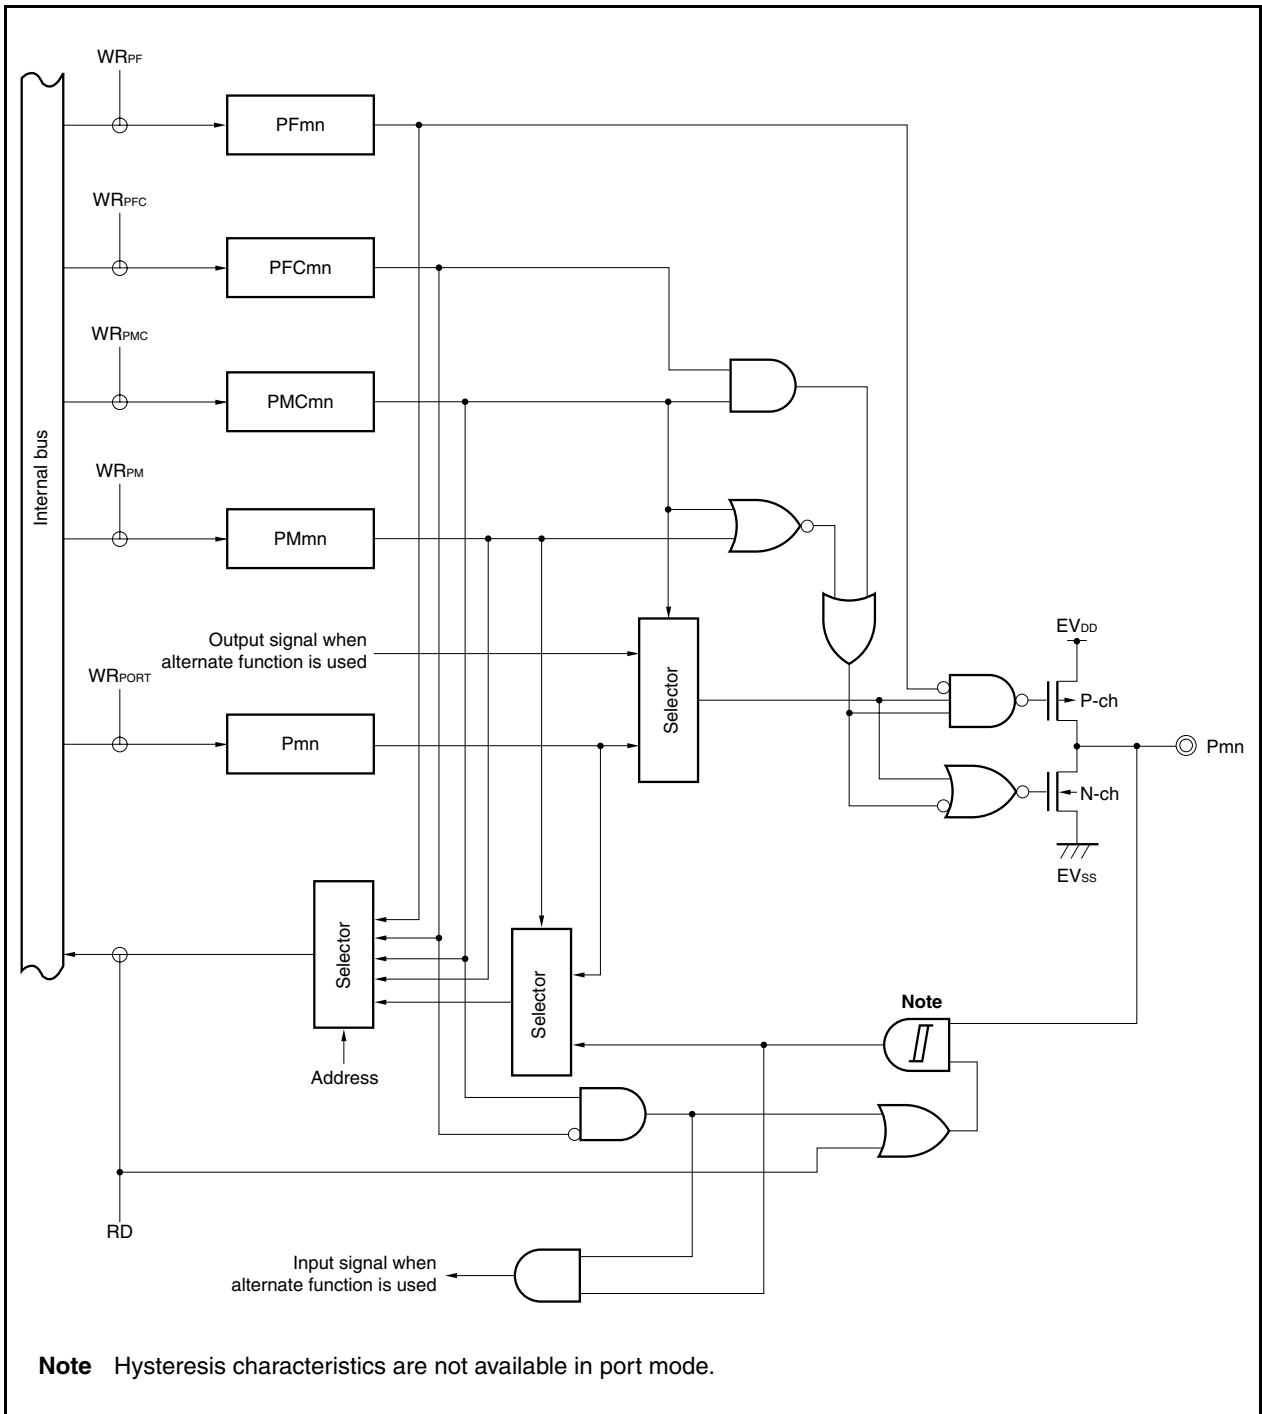 WRPF
PFmn
WRPFC
PFCmn
WRPMC
PMCmn
Internal bus
WRPM
PMmn
Output signal when
alternate function is used
EVDD
WRPORT
Selector
P-ch
Pmn
Pmn
N-ch
EVSS
Selector
Selector
Note
Address
RD
Input signal when
alternate function is used
Note Hysteresis characteristics are not available in port mode.